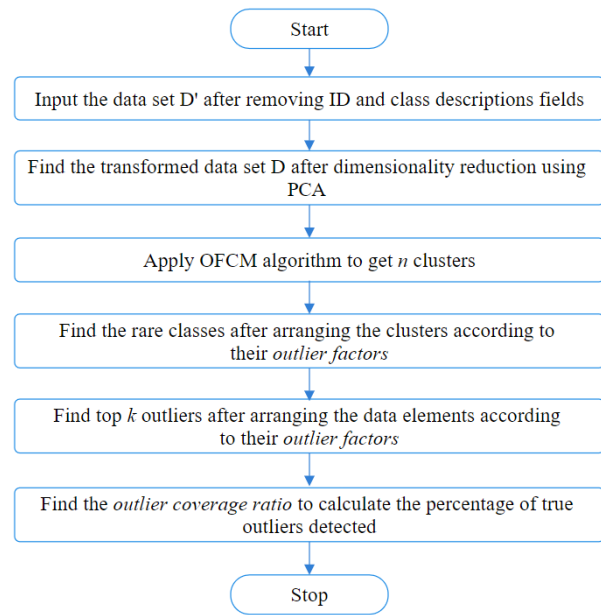 Start
Input the data set D' after removing ID and class descriptions fields
Find the transformed data set D after dimensionality reduction using
PCA
Apply OFCM algorithm to get n clusters
Find the rare classes after arranging the clusters according to
their outlier factors
Find top k outliers after arranging the data elements according
to their outlier factors
Find the outlier coverage ratio to calculate the percentage of true
outliers detected
Stop